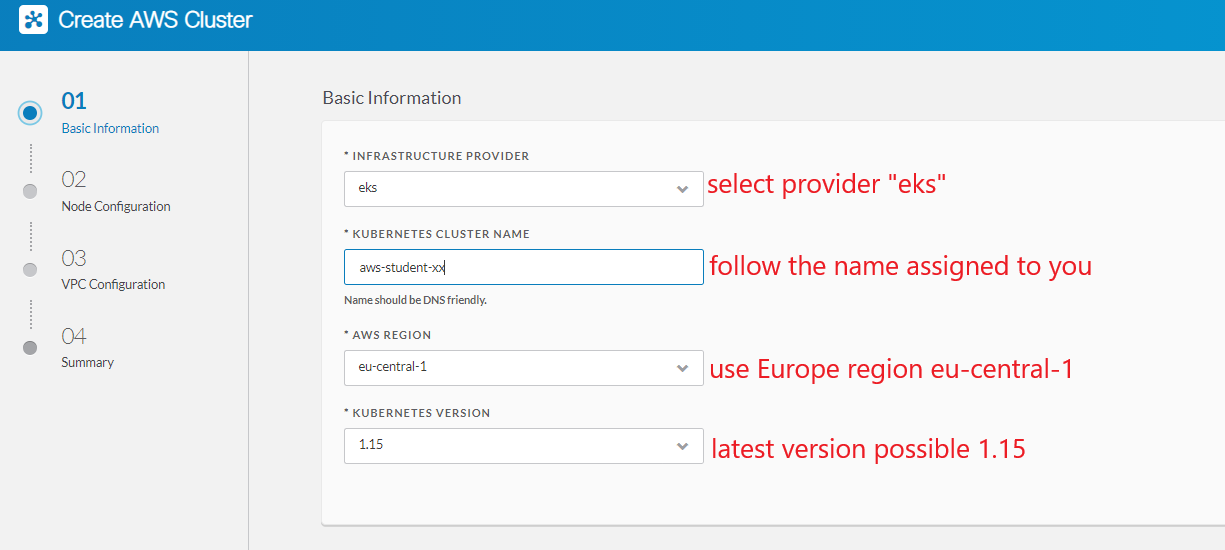 Create AWS Cluster
01
Basic Information
02
Node Configuration
03
VPC Configuration
04
Summary
Basic Information
* INFRASTRUCTURE PROVIDER
eks
select provider "eks"
* KUBERNETES CLUSTER NAME
aws-student-xx
follow the name assigned to you
Name should be DNS friendly.
* AWS REGION
eu-central-1
use Europe region eu-central-1
* KUBERNETES VERSION
1.15
latest version possible 1.15